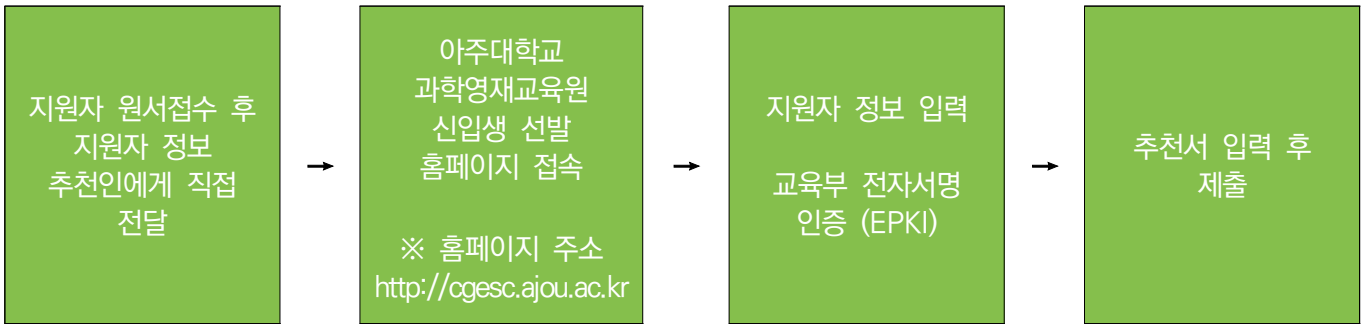 지원자 원서접수 후
지원자 정보
추천인에게 직접
전달
→
아주대학교
과학영재교육원
신입생 선발
홈페이지 접속
※ 홈페이지 주소
http://cgesc.ajou.ac.kr
→
지원자 정보 입력
교육부 전자서명
인증 (EPKI)
→
추천서 입력 후
제출